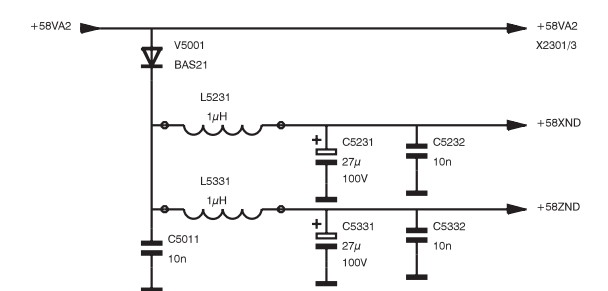 +58VA2
+58VA2
X2301/3
V5001
BAS21
L5231
1µH
+58XND
+
C5231
27µ
100V
C5232
10n
L5331
1µH
+58ZND
+
C5331
27µ
100V
C5332
10n
C5011
10n